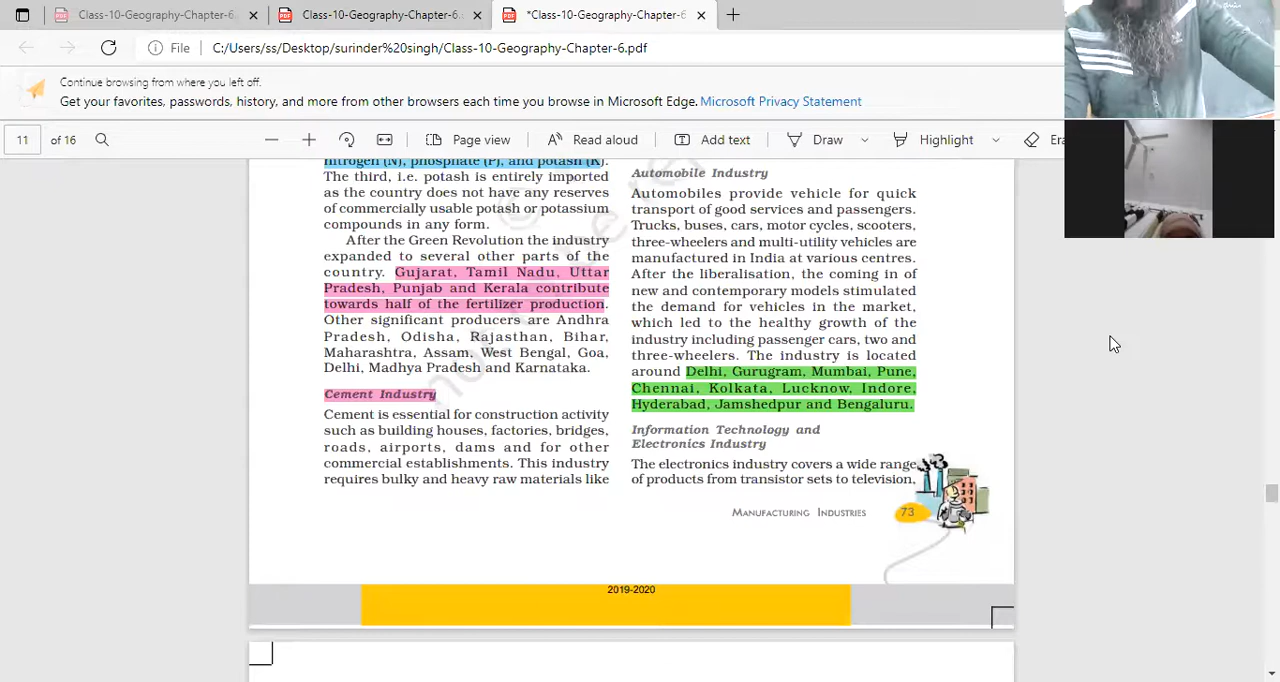 Class-10-Geography-Chapter-6.
Class-10-Geography-Chapter-6.
*Class-10-Geography-Chapter-6
File
C:/Users/ss/Desktop/surinder%20singh/Class-10-Geography-Chapter-6.pdf
Continue browsing from where you left off.
Get your favorites, passwords, history, and more from other browsers each time you browse in Microsoft Edge. Microsoft Privacy Statement
11 of 16
Page view
Read aloud
Add text
Draw
Highlight
Era
nitrogen (N), phosphate (P), and potash (K).
The third, i.e. potash is entirely imported
as the country does not have any reserves
of commercially usable potash or potassium
compounds in any form.
After the Green Revolution the industry
expanded to several other parts of the
country. Gujarat, Tamil Nadu, Uttar
Pradesh, Punjab and Kerala contribute
towards half of the fertilizer production.
Other significant producers are Andhra
Pradesh, Odisha, Rajasthan, Bihar,
Maharashtra, Assam, West Bengal, Goa,
Delhi, Madhya Pradesh and Karnataka.
Cement Industry
Cement is essential for construction activity
such as building houses, factories, bridges,
roads, airports, dams and for other
commercial establishments. This industry
requires bulky and heavy raw materials like
Automobile Industry
Automobiles provide vehicle for quick
transport of good services and passengers.
Trucks, buses, cars, motor cycles, scooters,
three-wheelers and multi-utility vehicles are
manufactured in India at various centres.
After the liberalisation, the coming in of
new and contemporary models stimulated
the demand for vehicles in the market,
which led to the healthy growth of the
industry including passenger cars, two and
three-wheelers. The industry is located
around Delhi, Gurugram, Mumbai, Pune,
Chennai, Kolkata, Lucknow, Indore,
Hyderabad, Jamshedpur and Bengaluru.
Information Technology and
Electronics Industry
The electronics industry covers a wide range
of products from transistor sets to television,
Manufacturing Industries
73
2019-2020